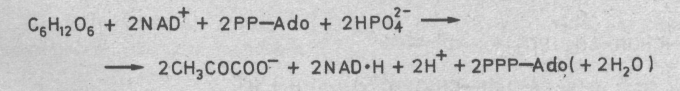 C₆H₁₂O₆ + 2NAD⁺ + 2PP—Ado + 2HPO₄²⁻ ⟶
⟶ 2CH₃COCOO⁻ + 2NAD·H + 2H⁺ + 2PPP—Ado(+ 2H₂O)